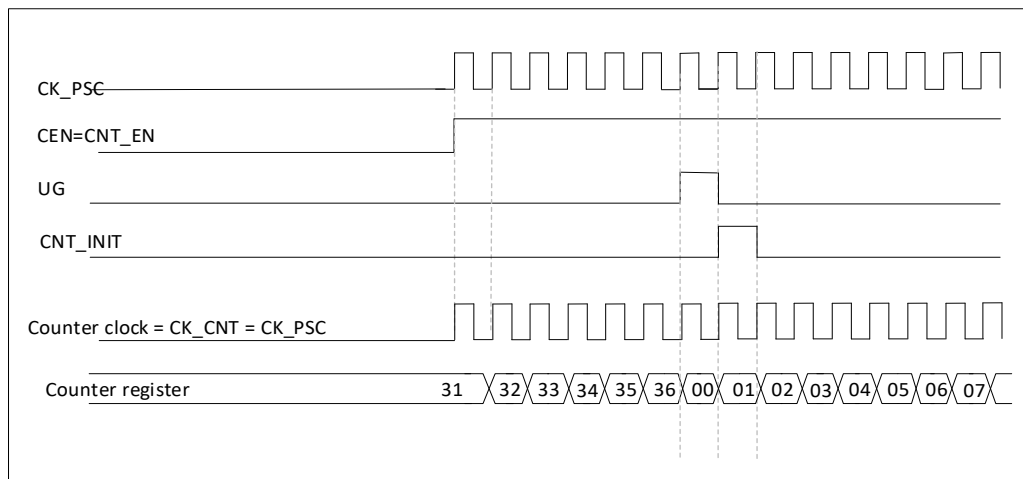 CK_PSC
CEN=CNT_EN
UG
CNT_INIT
Counter clock = CK_CNT = CK_PSC
Counter register 31 32 33 34 35 36 00 01 02 03 04 05 06 07